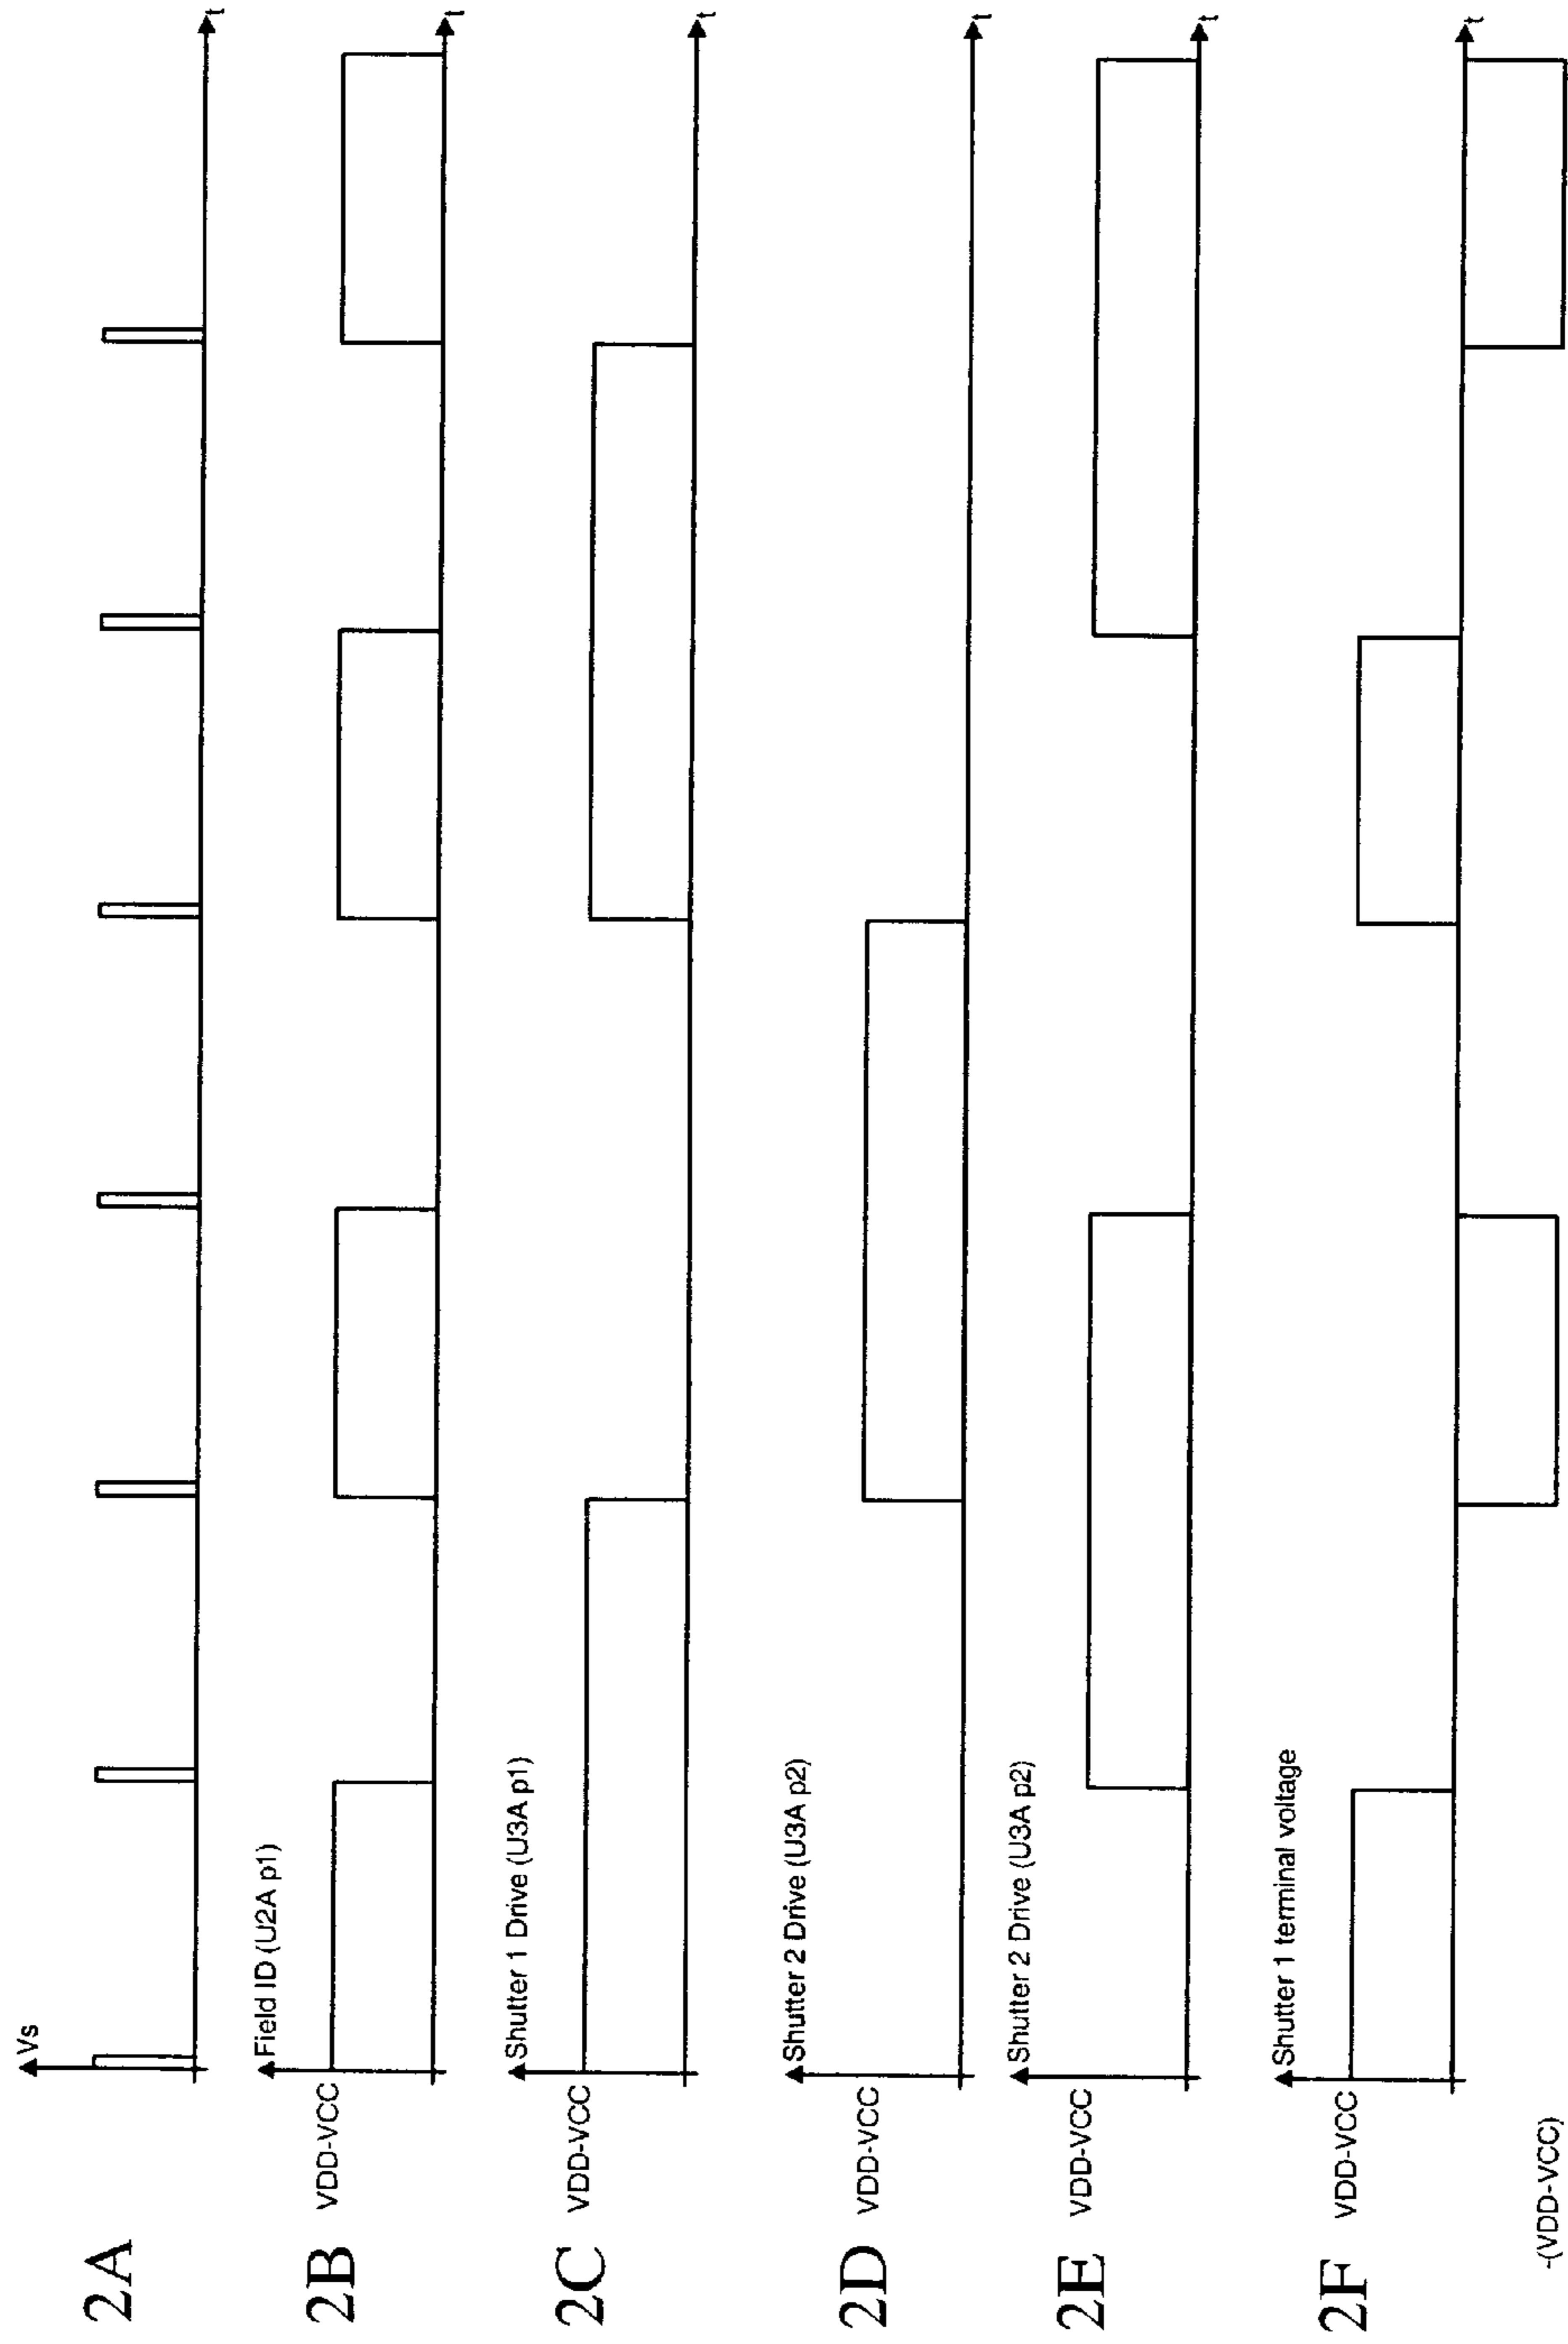 2A
Vs
t
2B
VDD-VCC
Field ID (U2A p1)
t
2C
VDD-VCC
Shutter 1 Drive (U3A p1)
t
2D
VDD-VCC
Shutter 2 Drive (U3A p2)
t
2E
VDD-VCC
Shutter 2 Drive (U3A p2)
t
2F
VDD-VCC
Shutter 1 terminal voltage
t
-(VDD-VCC)